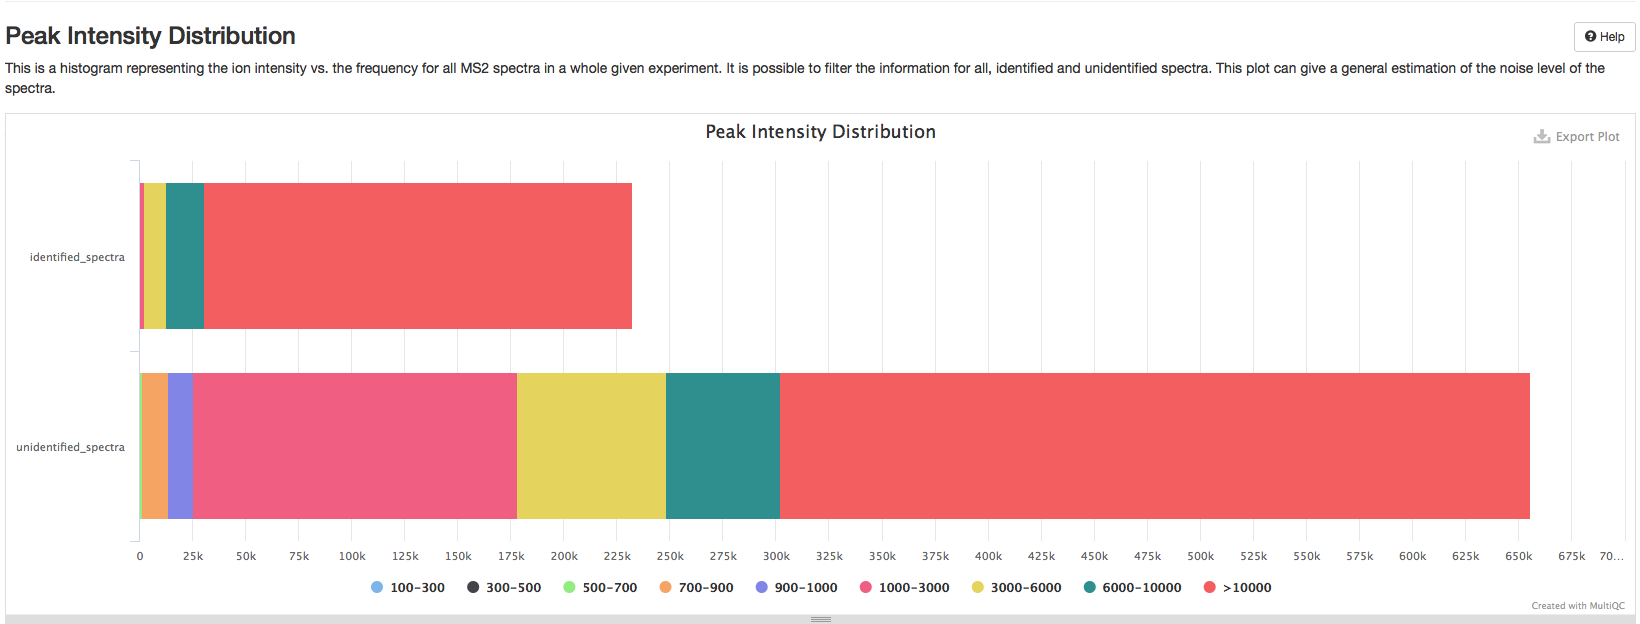 Peak Intensity Distribution
Help
This is a histogram representing the ion intensity vs. the frequency for all MS2 spectra in a whole given experiment. It is possible to filter the information for all, identified and unidentified spectra. This plot can give a general estimation of the noise level of the
spectra.
Peak Intensity Distribution
Export Plot
identified_spectra
unidentified_spectra
0 25k 50k 75k 100k 125k 150k 175k 200k 225k 250k 275k 300k 325k 350k 375k 400k 425k 450k 475k 500k 525k 550k 575k 600k 625k 650k 675k 70...
100-300 300-500 500-700 700-900 900-1000 1000-3000 3000-6000 6000-10000 >10000
Created with MultiQC